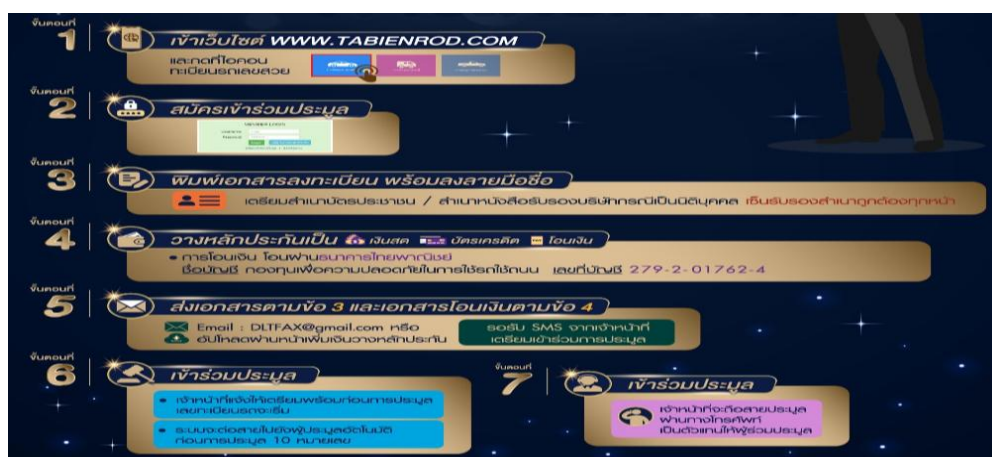 ขั้นตอนที่
1
เข้าเว็บไซต์ WWW.TABIENROD.COM
และกดที่ไอคอน
ทะเบียนรถเลขสวย
ขั้นตอนที่
2
สมัครเข้าร่วมประมูล
ขั้นตอนที่
3
พิมพ์เอกสารลงทะเบียน พร้อมลงลายมือชื่อ
เตรียมสำเนาบัตรประชาชน / สำเนาหนังสือรับรองบริษัทกรณีเป็นนิติบุคคล เซ็นรับรองสำเนาถูกต้องทุกหน้า
ขั้นตอนที่
4
วางหลักประกันเป็น เงินสด บัตรเครดิต โอนเงิน
• การโอนเงิน โอนผ่านธนาคารไทยพาณิชย์
ชื่อบัญชี กองทุนเพื่อความปลอดภัยในการใช้รถใช้ถนน เลขที่บัญชี 279-2-01762-4
ขั้นตอนที่
5
ส่งเอกสารตามข้อ 3 และเอกสารโอนเงินตามข้อ 4
Email : DLTFAX@gmail.com หรือ
อัปโหลดผ่านหน้าเพิ่มเงินวางหลักประกัน
รอรับ SMS จากเจ้าหน้าที่
เตรียมเข้าร่วมการประมูล
ขั้นตอนที่
6
เข้าร่วมประมูล
• เจ้าหน้าที่แจ้งให้เตรียมพร้อมก่อนการประมูล
เลขทะเบียนรถจะเริ่ม
• ระบบจะต่อสายไปยังผู้ประมูลอัตโนมัติ
ก่อนการประมูล 10 หมายเลข
ขั้นตอนที่
7
เข้าร่วมประมูล
เจ้าหน้าที่จะถือสายประมูล
ผ่านทางโทรศัพท์
เป็นตัวแทนให้ผู้ร่วมประมูล